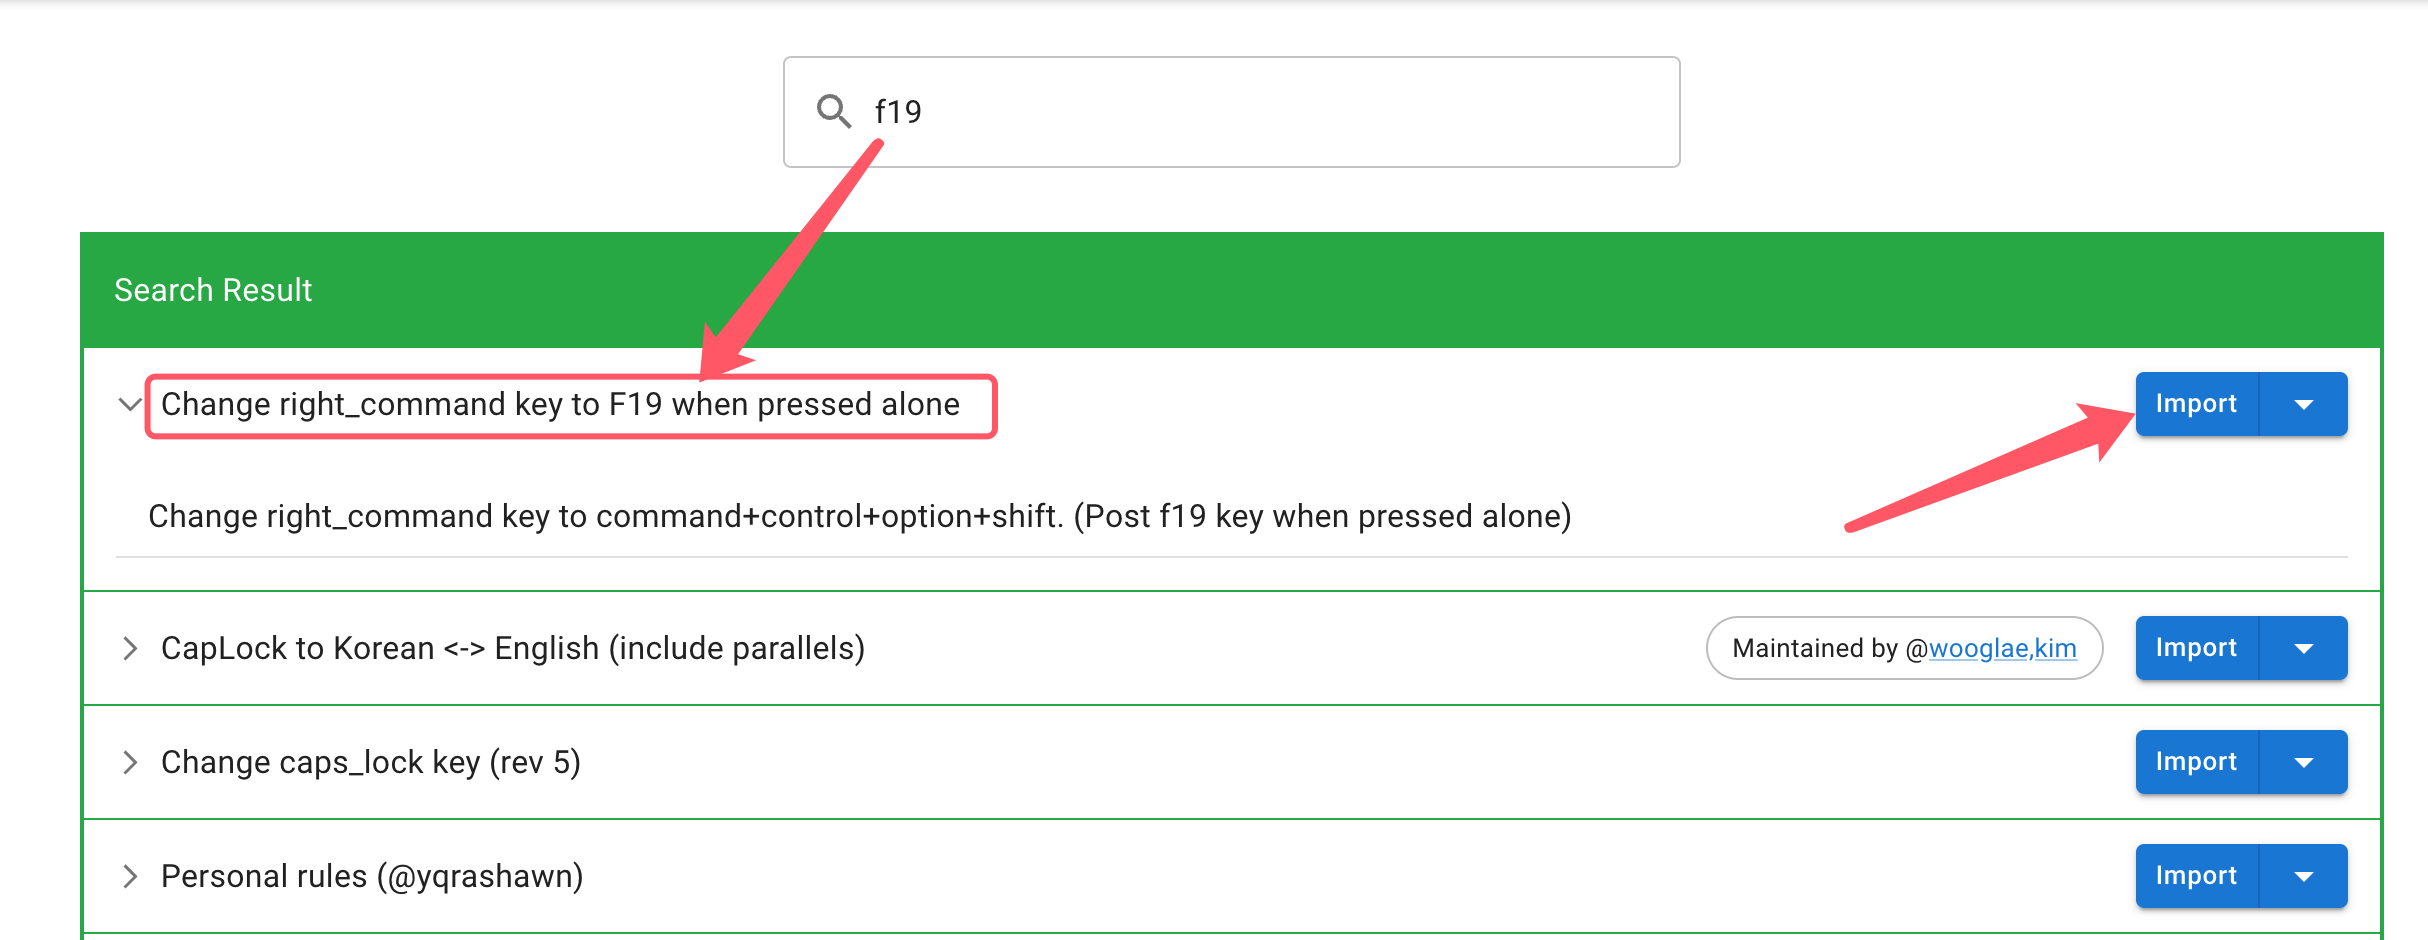 f19
Search Result
Change right_command key to F19 when pressed alone
Import
Change right_command key to command+control+option+shift. (Post f19 key when pressed alone)
CapLock to Korean <-> English (include parallels)
Maintained by @wooglae,kim
Import
Change caps_lock key (rev 5)
Import
Personal rules (@yqrashawn)
Import